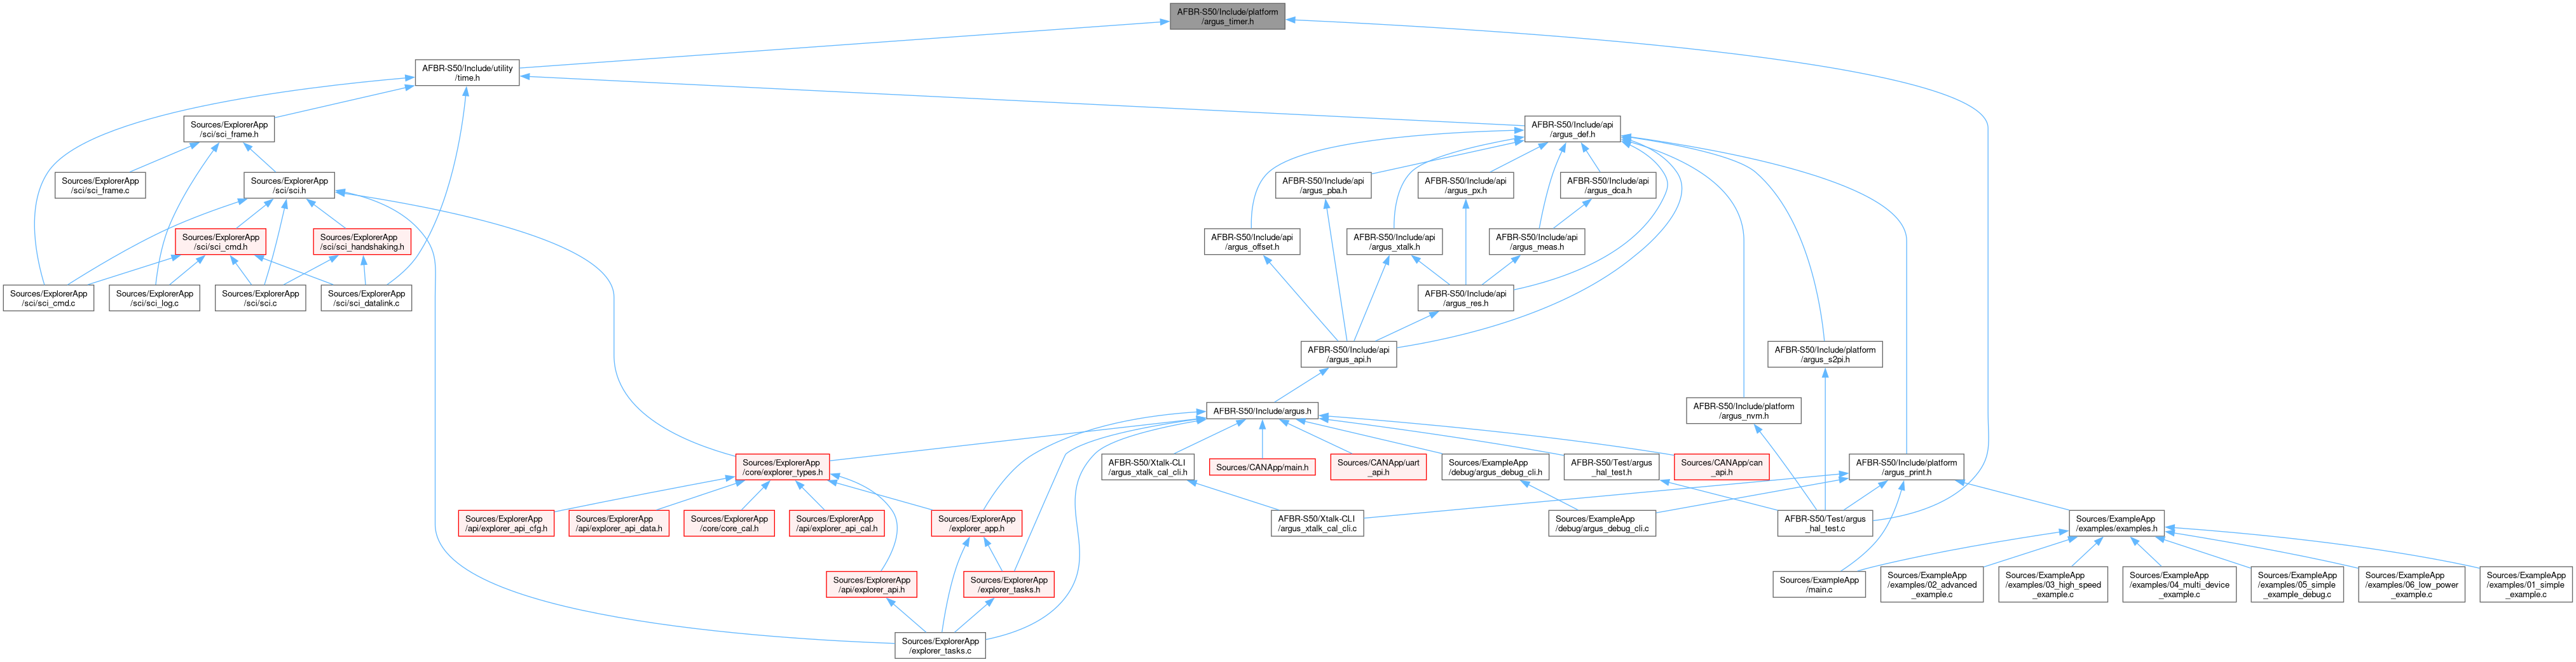 AFBR-S50/Include/platform
/argus_timer.h
AFBR-S50/Include/utility
/time.h
Sources/ExplorerApp
/sci/sci_frame.h
AFBR-S50/Include/api
/argus_def.h
Sources/ExplorerApp
/sci/sci_frame.c
Sources/ExplorerApp
/sci/sci.h
AFBR-S50/Include/api
/argus_pba.h
AFBR-S50/Include/api
/argus_px.h
AFBR-S50/Include/api
/argus_dca.h
Sources/ExplorerApp
/sci/sci_cmd.h
Sources/ExplorerApp
/sci/sci_handshaking.h
AFBR-S50/Include/api
/argus_offset.h
AFBR-S50/Include/api
/argus_xtalk.h
AFBR-S50/Include/api
/argus_meas.h
Sources/ExplorerApp
/sci/sci_cmd.c
Sources/ExplorerApp
/sci/sci_log.c
Sources/ExplorerApp
/sci/sci.c
Sources/ExplorerApp
/sci/sci_datalink.c
AFBR-S50/Include/api
/argus_res.h
AFBR-S50/Include/api
/argus_api.h
AFBR-S50/Include/platform
/argus_s2pi.h
AFBR-S50/Include/argus.h
AFBR-S50/Include/platform
/argus_nvm.h
Sources/ExplorerApp
/core/explorer_types.h
AFBR-S50/Xtalk-CLI
/argus_xtalk_cal_cli.h
Sources/CANApp/main.h
Sources/CANApp/uart
_api.h
Sources/ExampleApp
/debug/argus_debug_cli.h
AFBR-S50/Test/argus
_hal_test.h
Sources/CANApp/can
_api.h
AFBR-S50/Include/platform
/argus_print.h
Sources/ExplorerApp
/api/explorer_api_cfg.h
Sources/ExplorerApp
/api/explorer_api_data.h
Sources/ExplorerApp
/core/core_cal.h
Sources/ExplorerApp
/api/explorer_api_cal.h
Sources/ExplorerApp
/explorer_app.h
AFBR-S50/Xtalk-CLI
/argus_xtalk_cal_cli.c
Sources/ExampleApp
/debug/argus_debug_cli.c
AFBR-S50/Test/argus
_hal_test.c
Sources/ExampleApp
/examples/examples.h
Sources/ExplorerApp
/api/explorer_api.h
Sources/ExplorerApp
/explorer_tasks.h
Sources/ExampleApp
/main.c
Sources/ExampleApp
/examples/02_advanced
_example.c
Sources/ExampleApp
/examples/03_high_speed
_example.c
Sources/ExampleApp
/examples/04_multi_device
_example.c
Sources/ExampleApp
/examples/05_simple
_example_debug.c
Sources/ExampleApp
/examples/06_low_power
_example.c
Sources/ExampleApp
/examples/01_simple
_example.c
Sources/ExplorerApp
/explorer_tasks.c